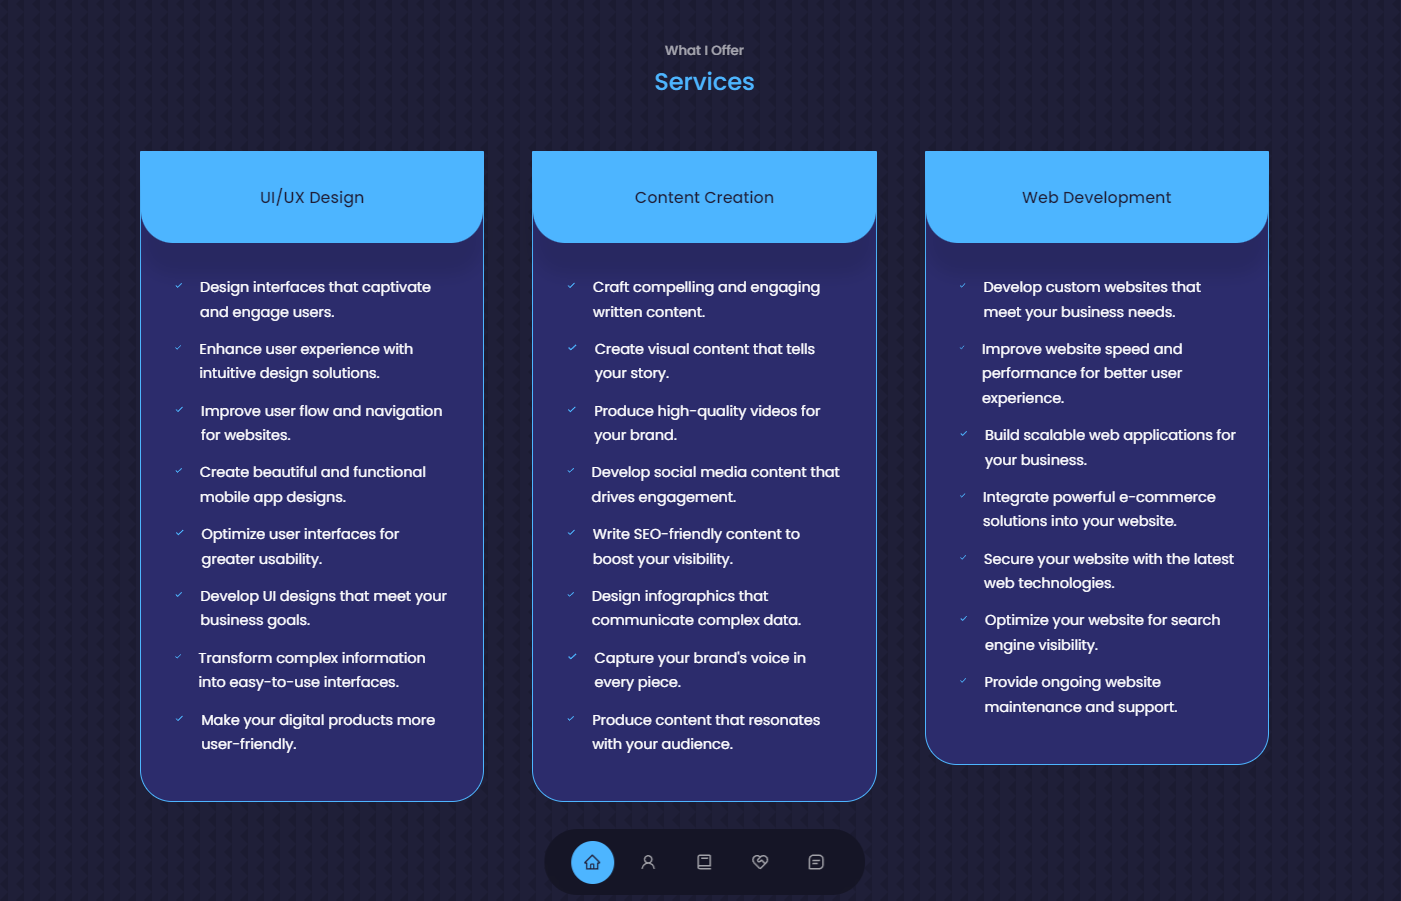 What I Offer
Services
UI/UX Design
Design interfaces that captivate
and engage users.
Enhance user experience with
intuitive design solutions.
Improve user flow and navigation
for websites.
Create beautiful and functional
mobile app designs.
Optimize user interfaces for
greater usability.
Develop UI designs that meet your
business goals.
Transform complex information
into easy-to-use interfaces.
Make your digital products more
user-friendly.
Content Creation
Craft compelling and engaging
written content.
Create visual content that tells
your story.
Produce high-quality videos for
your brand.
Develop social media content that
drives engagement.
Write SEO-friendly content to
boost your visibility.
Design infographics that
communicate complex data.
Capture your brand's voice in
every piece.
Produce content that resonates
with your audience.
Web Development
Develop custom websites that
meet your business needs.
Improve website speed and
performance for better user
experience.
Build scalable web applications for
your business.
Integrate powerful e-commerce
solutions into your website.
Secure your website with the latest
web technologies.
Optimize your website for search
engine visibility.
Provide ongoing website
maintenance and support.